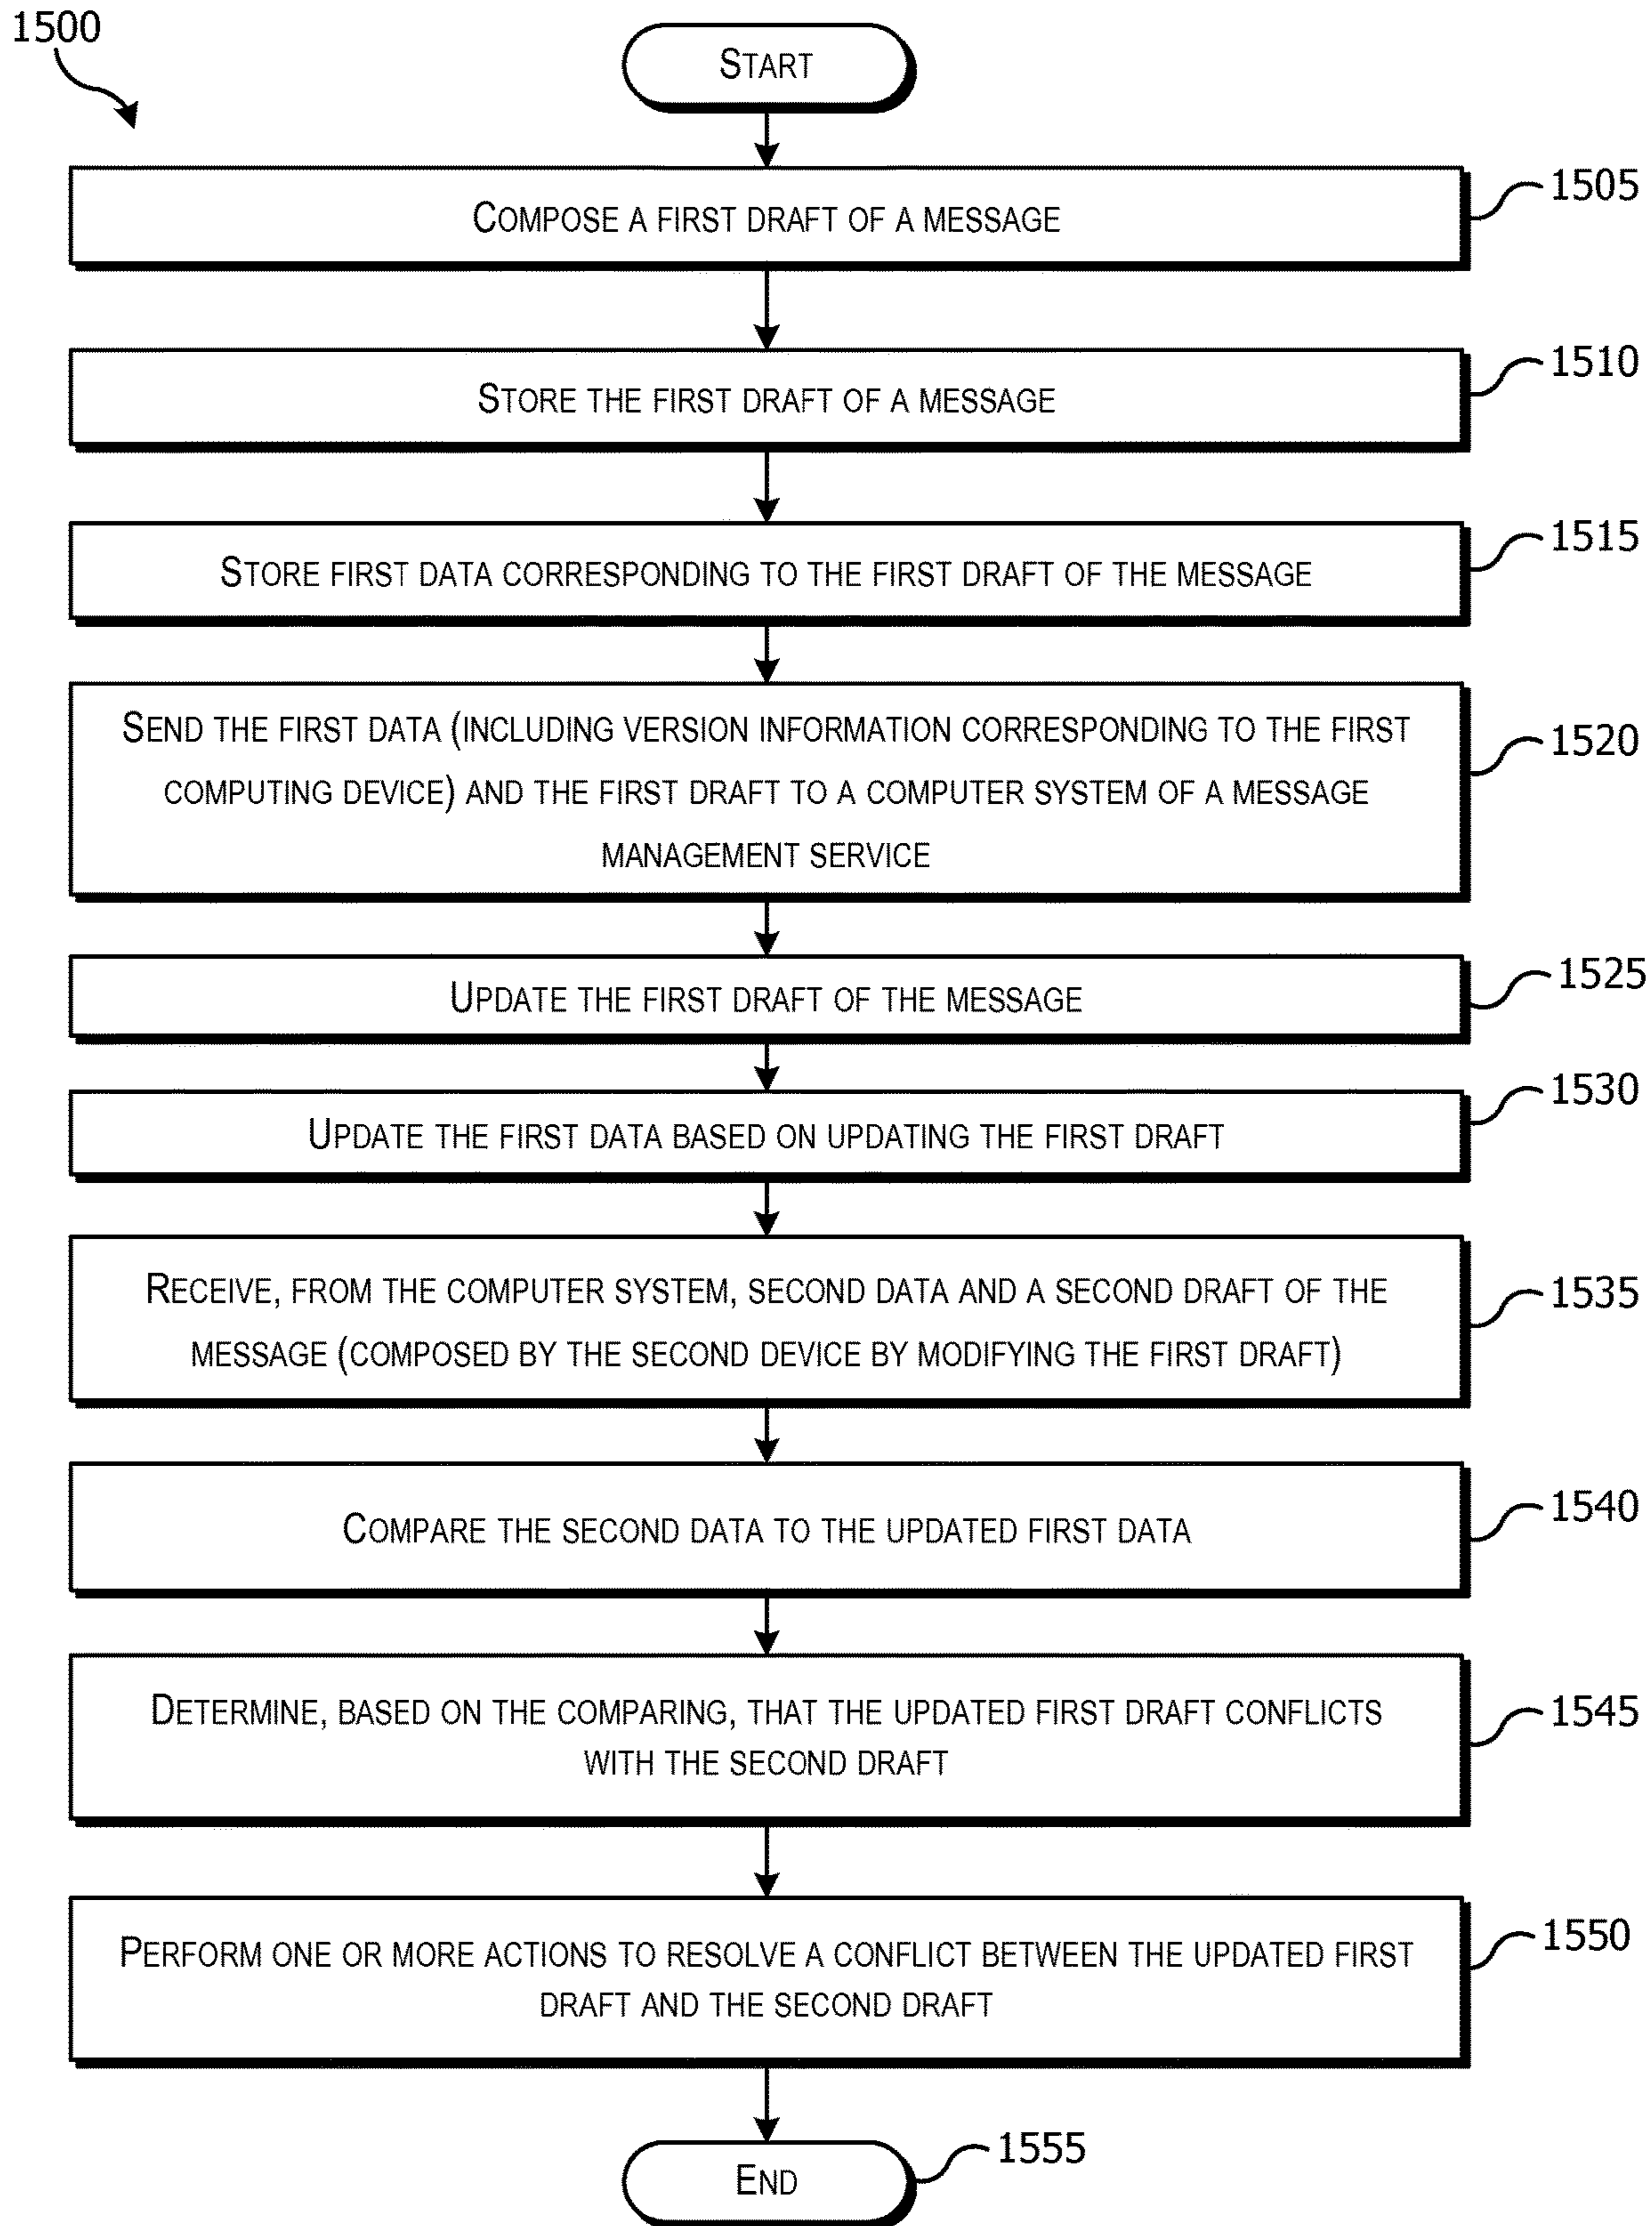 1500
START
COMPOSE A FIRST DRAFT OF A MESSAGE
1505
STORE THE FIRST DRAFT OF A MESSAGE
1510
STORE FIRST DATA CORRESPONDING TO THE FIRST DRAFT OF THE MESSAGE
1515
SEND THE FIRST DATA (INCLUDING VERSION INFORMATION CORRESPONDING TO THE FIRST
COMPUTING DEVICE) AND THE FIRST DRAFT TO A COMPUTER SYSTEM OF A MESSAGE
MANAGEMENT SERVICE
1520
UPDATE THE FIRST DRAFT OF THE MESSAGE
1525
UPDATE THE FIRST DATA BASED ON UPDATING THE FIRST DRAFT
1530
RECEIVE, FROM THE COMPUTER SYSTEM, SECOND DATA AND A SECOND DRAFT OF THE
MESSAGE (COMPOSED BY THE SECOND DEVICE BY MODIFYING THE FIRST DRAFT)
1535
COMPARE THE SECOND DATA TO THE UPDATED FIRST DATA
1540
DETERMINE, BASED ON THE COMPARING, THAT THE UPDATED FIRST DRAFT CONFLICTS
WITH THE SECOND DRAFT
1545
PERFORM ONE OR MORE ACTIONS TO RESOLVE A CONFLICT BETWEEN THE UPDATED FIRST
DRAFT AND THE SECOND DRAFT
1550
END
1555